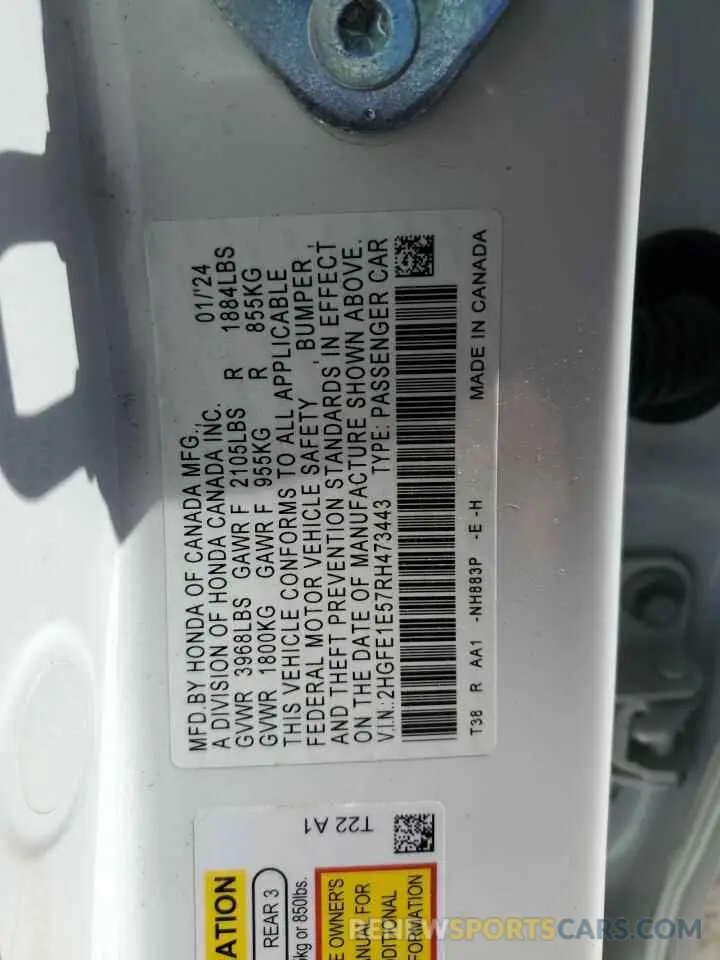 MFD.BY HONDA OF CANADA MFG., 01/'24
A DIVISION OF HONDA CANADA INC.
GVWR 3968LBS GAWR F 2105LBS R 1884LBS
GVWR 1800KG GAWR F 955KG R 855KG
THIS VEHICLE CONFORMS TO ALL APPLICABLE
FEDERAL MOTOR VEHICLE SAFETY , BUMPER ,
AND THEFT PREVENTION STANDARDS IN EFFECT
ON THE DATE OF MANUFACTURE SHOWN ABOVE.
V.I.N.:2HGFE1E57RH473443 TYPE: PASSENGER CAR
T38 R AA1 -NH883P -E -H MADE IN CANADA
T22 A1
ATION
REAR 3
kg or 850lbs.
E OWNER'S
ANUAL FOR
DDITIONAL
FORMATION
RENEWSPORTSCARS.COM